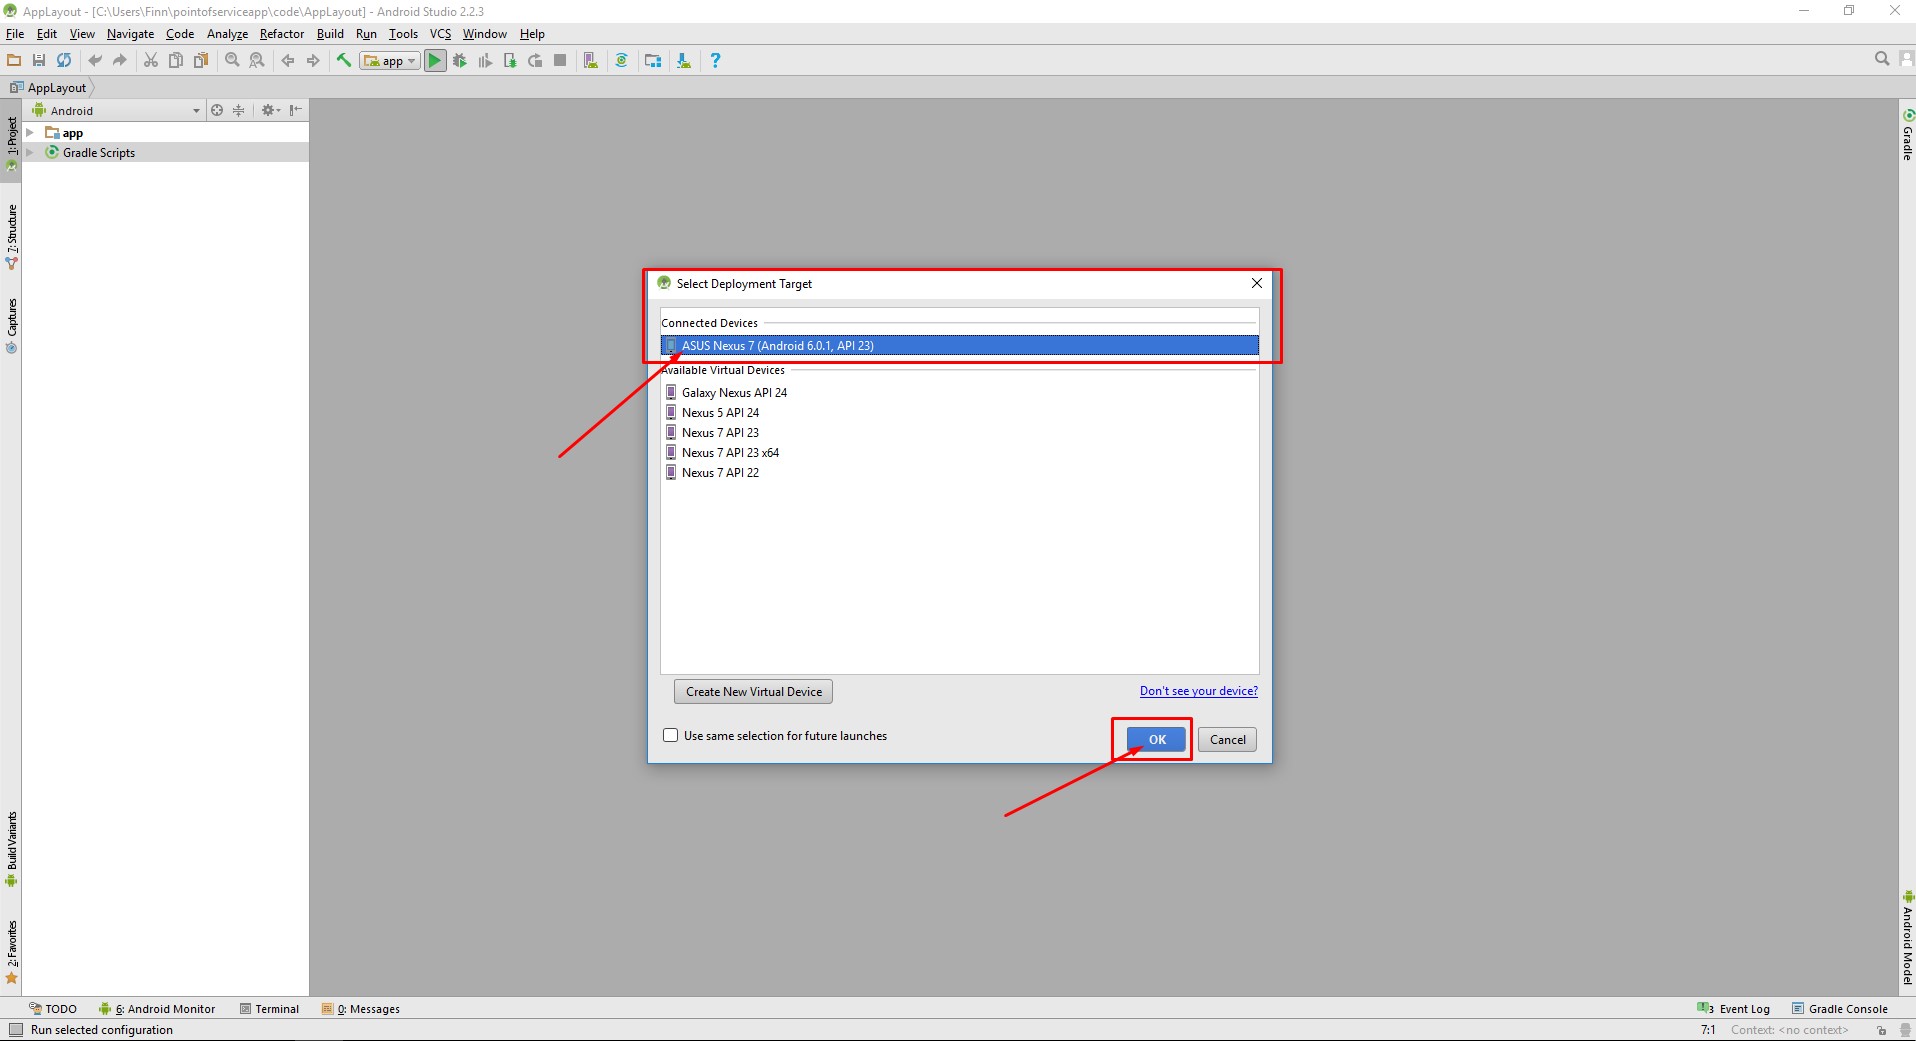 AppLayout - [C:\Users\Finn\pointofserviceapp\code\AppLayout] - Android Studio 2.2.3
File Edit View Navigate Code Analyze Refactor Build Run Tools VCS Window Help
app
AppLayout
Android
app
Gradle Scripts
1: Project
7: Structure
Captures
Build Variants
2: Favorites
Gradle
Android Model
Select Deployment Target
Connected Devices
ASUS Nexus 7 (Android 6.0.1, API 23)
Available Virtual Devices
Galaxy Nexus API 24
Nexus 5 API 24
Nexus 7 API 23
Nexus 7 API 23 x64
Nexus 7 API 22
Create New Virtual Device
Don't see your device?
Use same selection for future launches
OK
Cancel
TODO 6: Android Monitor Terminal 0: Messages 3 Event Log Gradle Console
Run selected configuration 7:1 Context: <no context>